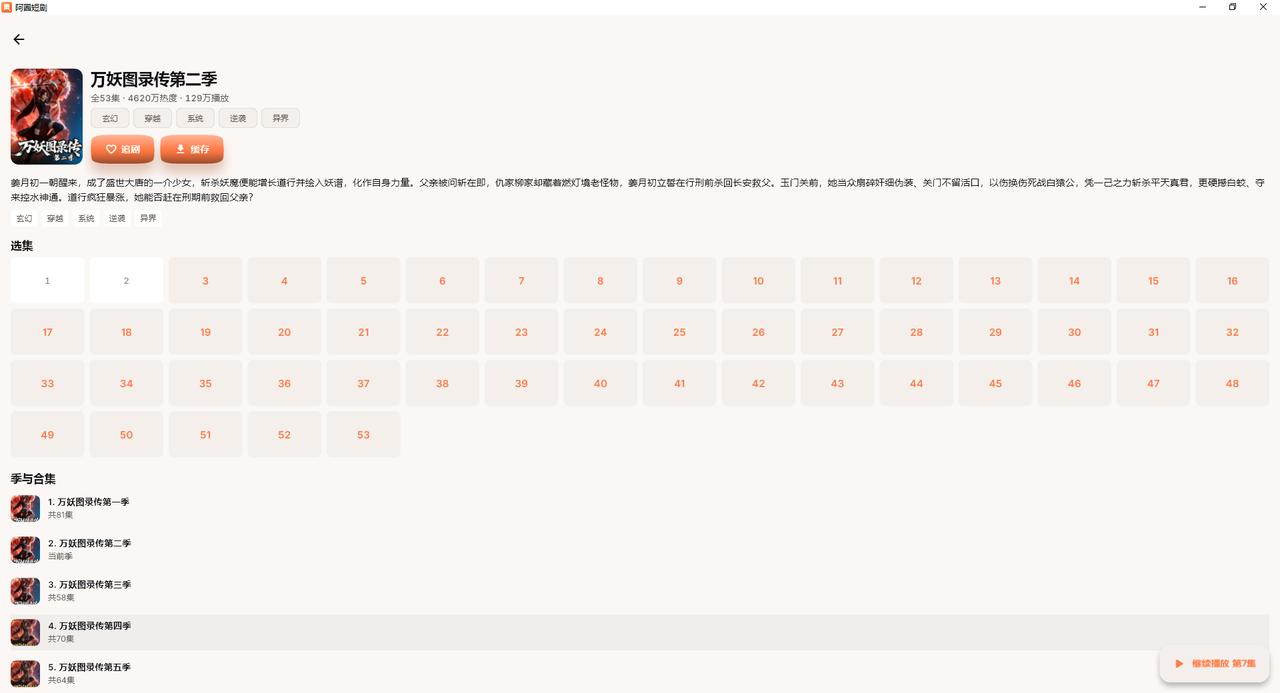 阿圆短剧
万妖图录传第二季
全53集 · 4620万热度 · 129万播放
玄幻 穿越 系统 逆袭 异界
追剧 缓存
万妖图录传
第二季
姜月初一朝醒来，成了盛世大唐的一介少女，斩杀妖魔便能增长道行并绘入妖谱，化作自身力量。父亲被问斩在即，仇家柳家却藏着燃灯境老怪物，姜月初立誓在行刑前杀回长安救父。玉门关前，她当众扇碎奸细伪装、关门不留活口，以伤换伤死战白猿公，凭一己之力斩杀平天真君，更硬撼白蛟、夺
来控水神通。道行疯狂暴涨，她能否赶在刑期前救回父亲？
玄幻 穿越 系统 逆袭 异界
选集
1 2 3 4 5 6 7 8 9 10 11 12 13 14 15 16
17 18 19 20 21 22 23 24 25 26 27 28 29 30 31 32
33 34 35 36 37 38 39 40 41 42 43 44 45 46 47 48
49 50 51 52 53
季与合集
1. 万妖图录传第一季
共81集
2. 万妖图录传第二季
当前季
3. 万妖图录传第三季
共58集
4. 万妖图录传第四季
共70集
5. 万妖图录传第五季
共64集
继续播放 第7集